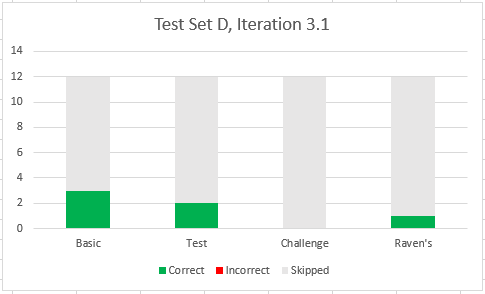 Test Set D, Iteration 3.1
14
12
10
8
6
4
2
0
Basic Test Challenge Raven's
Correct Incorrect Skipped